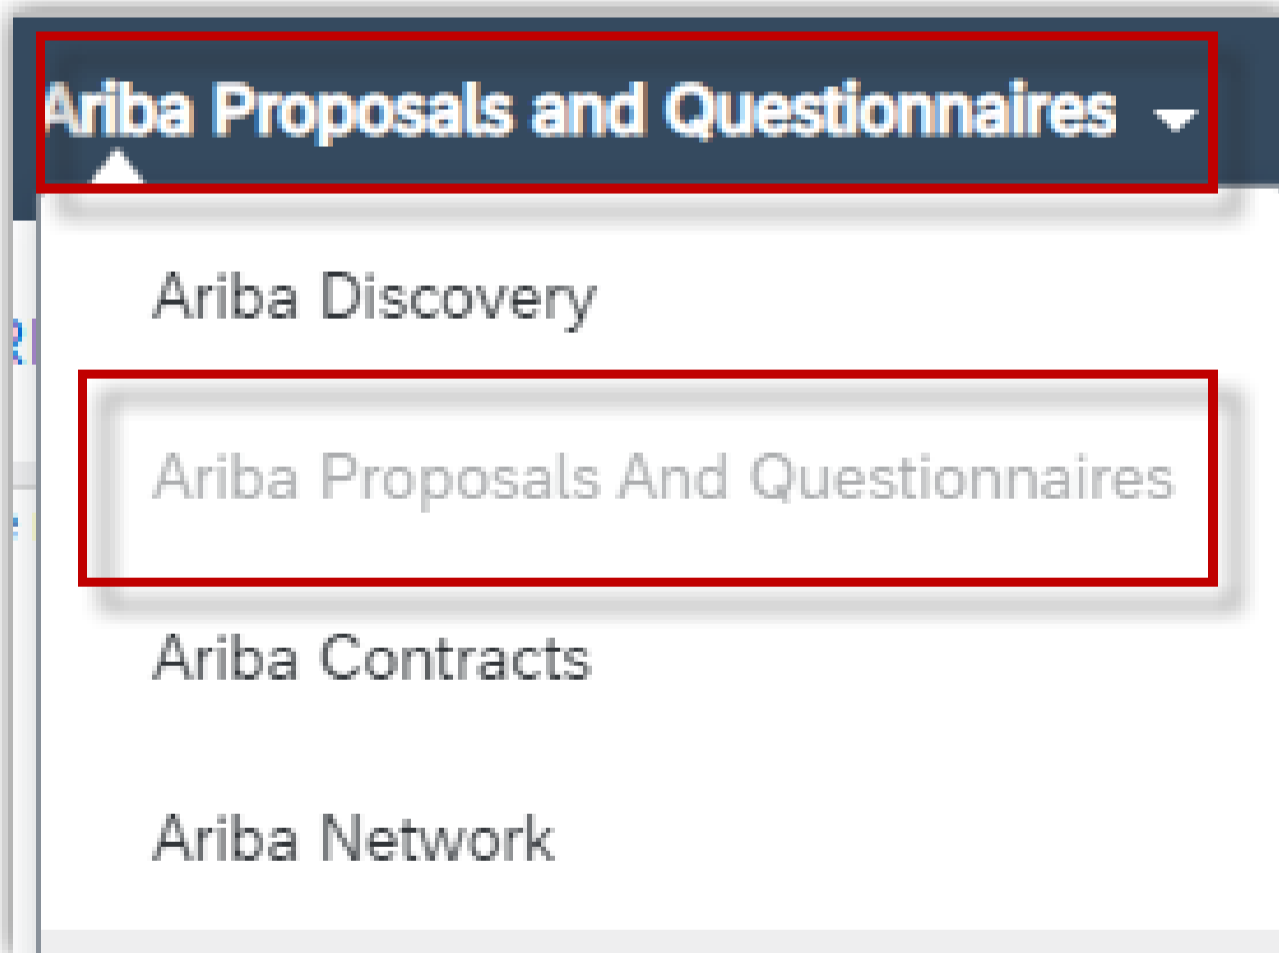 Ariba Proposals and Questionnaires
Ariba Discovery
Ariba Proposals And Questionnaires
Ariba Contracts
Ariba Network